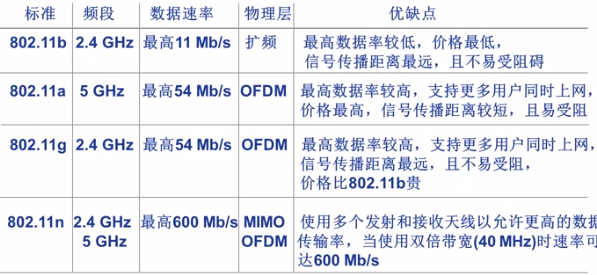 标准 频段 数据速率 物理层 优缺点
802.11b 2.4 GHz 最高11 Mb/s 扩频 最高数据率较低，价格最低，
信号传播距离最远，且不易受阻碍
802.11a 5 GHz 最高54 Mb/s OFDM 最高数据率较高，支持更多用户同时上网，
价格最高，信号传播距离较短，且易受阻
802.11g 2.4 GHz 最高54 Mb/s OFDM 最高数据率较高，支持更多用户同时上网，
信号传播距离最远，且不易受阻，
价格比802.11b贵
802.11n 2.4 GHz 最高600 Mb/s MIMO 使用多个发射和接收天线以允许更高的数据
5 GHz OFDM 传输率，当使用双倍带宽(40 MHz)时速率可
达600 Mb/s